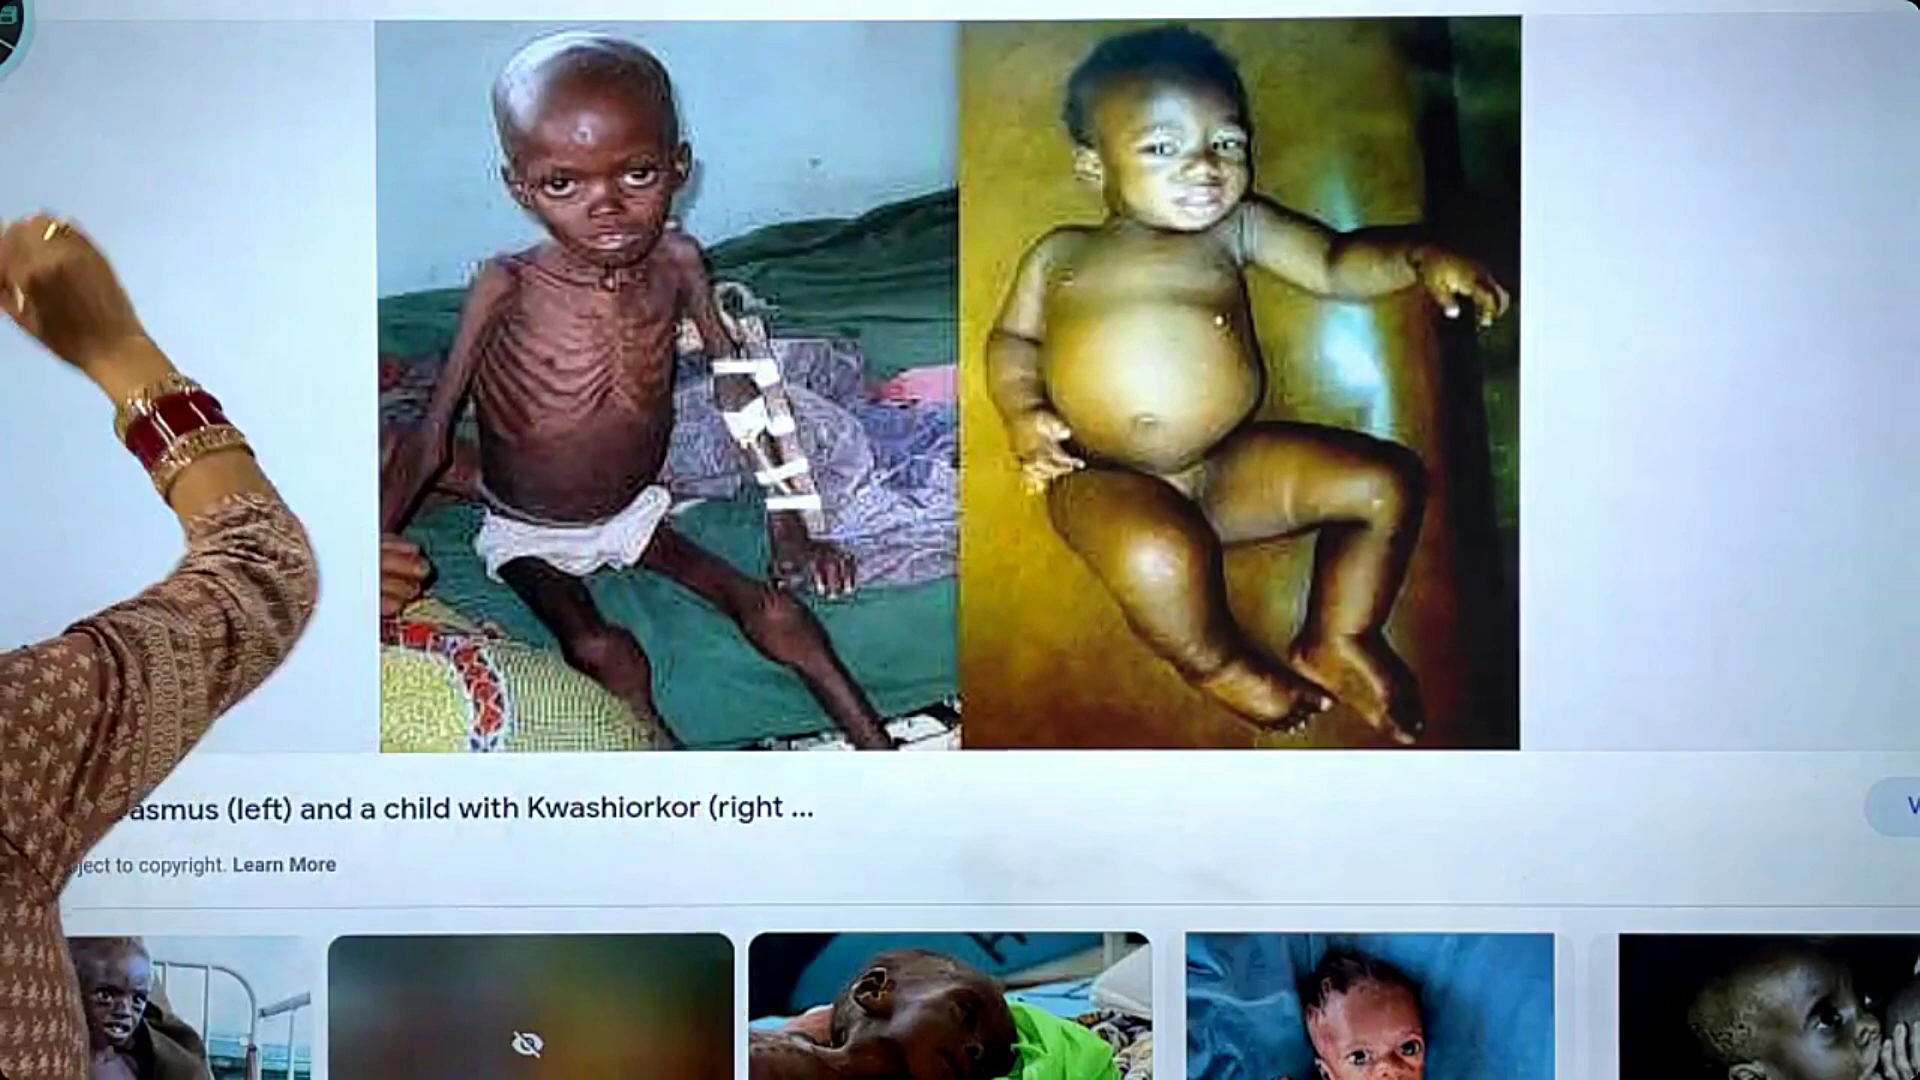 asmus (left) and a child with Kwashiorkor (right ...
ject to copyright. Learn More